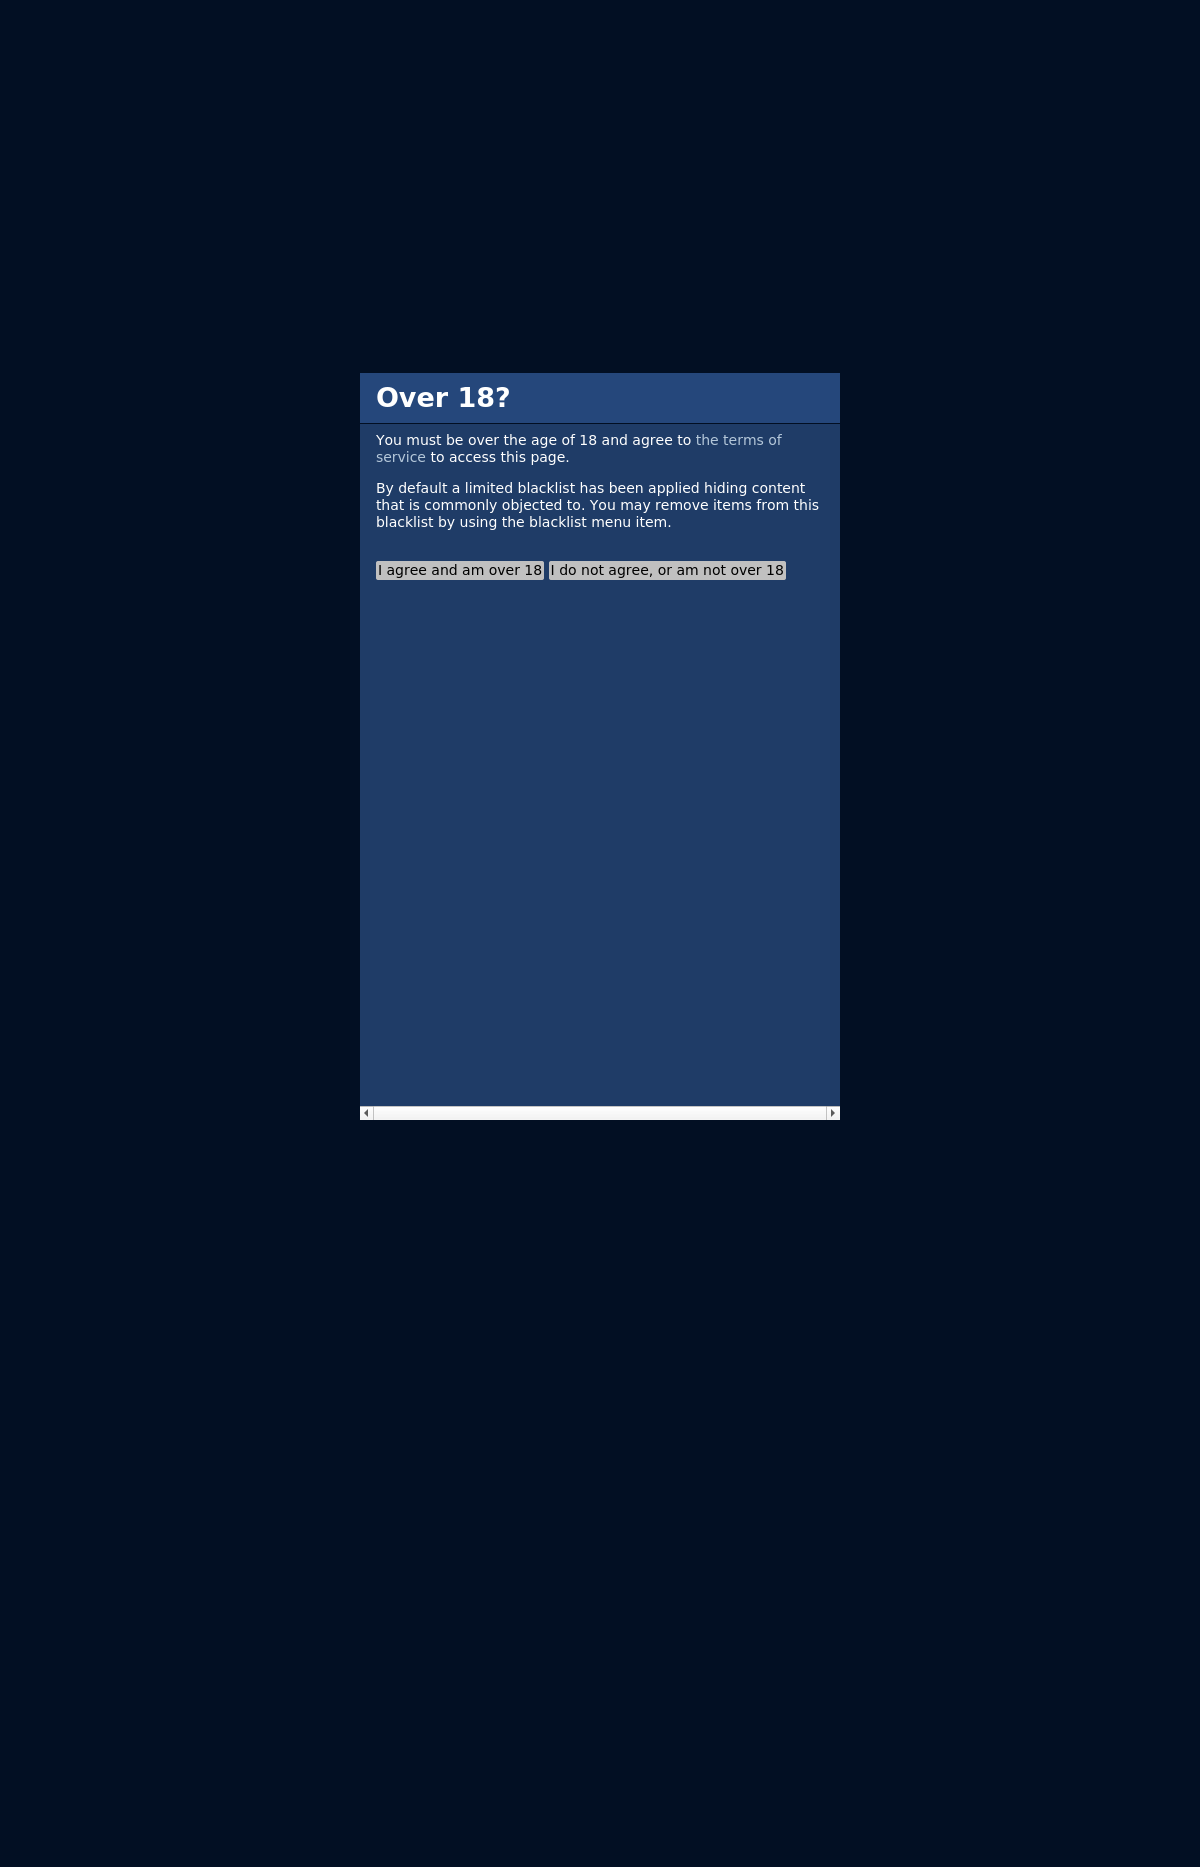 Over 18?
You must be over the age of 18 and agree to the terms of
service to access this page.
By default a limited blacklist has been applied hiding content
that is commonly objected to. You may remove items from this
blacklist by using the blacklist menu item.
I agree and am over 18 I do not agree, or am not over 18